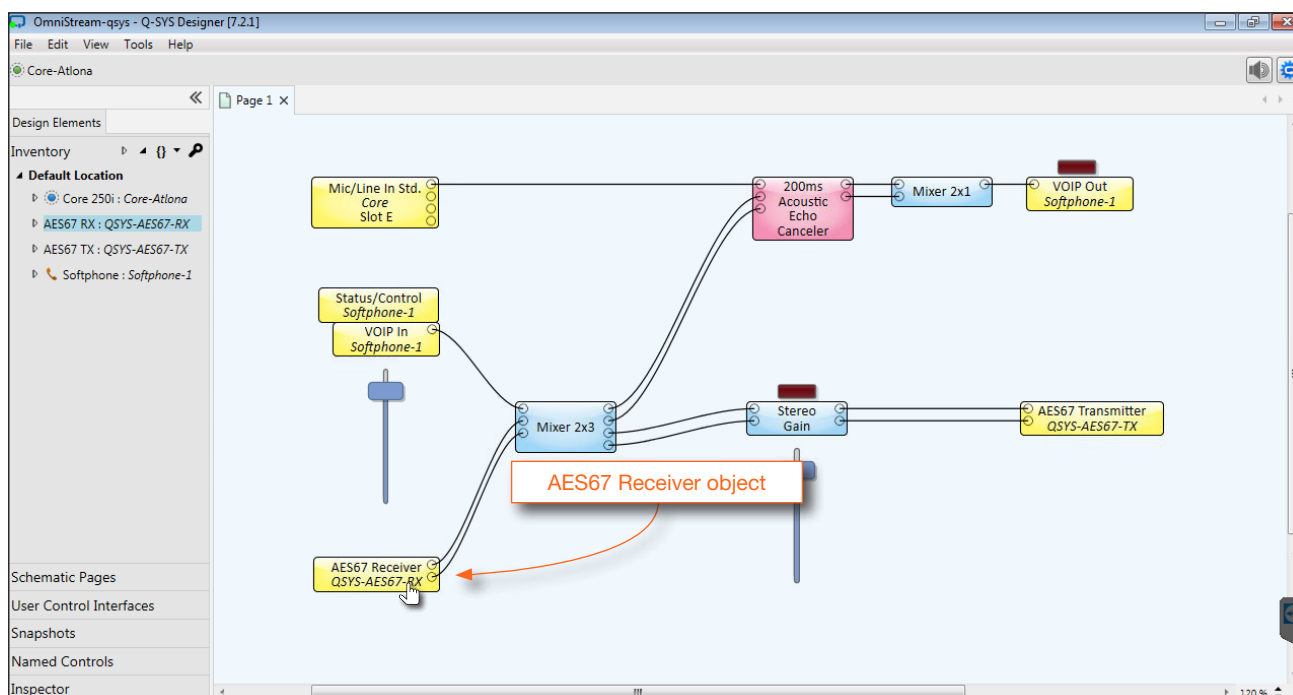 OmniStream-qsys - Q-SYS Designer [7.2.1]
File Edit View Tools Help
Core-Atlona
Page 1
Design Elements
Inventory
Default Location
Core 250i : Core-Atlona
AES67 RX : QSYS-AES67-RX
AES67 TX : QSYS-AES67-TX
Softphone : Softphone-1
Schematic Pages
User Control Interfaces
Snapshots
Named Controls
Inspector
Mic/Line In Std.
Core
Slot E
200ms
Acoustic
Echo
Canceler
Mixer 2x1
VOIP Out
Softphone-1
Status/Control
Softphone-1
VOIP In
Softphone-1
Mixer 2x3
Stereo
Gain
AES67 Transmitter
QSYS-AES67-TX
AES67 Receiver object
AES67 Receiver
QSYS-AES67-RX
120 %